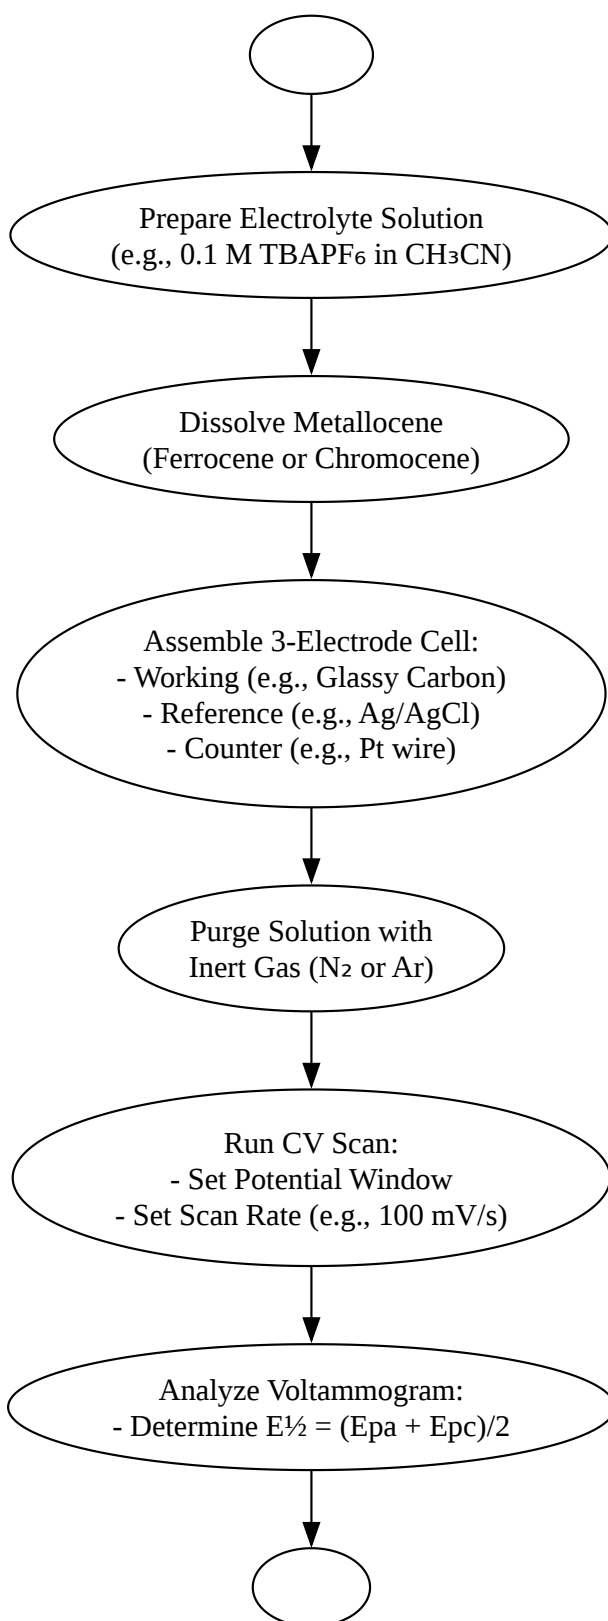 Prepare Electrolyte Solution
(e.g., 0.1 M TBAPF₆ in CH₃CN)
Dissolve Metallocene
(Ferrocene or Chromocene)
Assemble 3-Electrode Cell:
- Working (e.g., Glassy Carbon)
- Reference (e.g., Ag/AgCl)
- Counter (e.g., Pt wire)
Purge Solution with
Inert Gas (N₂ or Ar)
Run CV Scan:
- Set Potential Window
- Set Scan Rate (e.g., 100 mV/s)
Analyze Voltammogram:
- Determine E½ = (Epa + Epc)/2